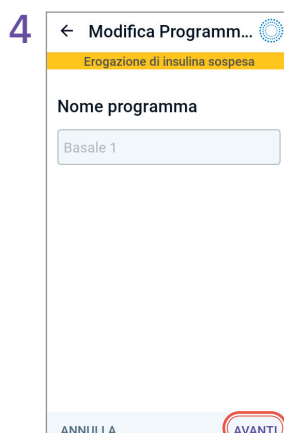 4
← Modifica Programm...
Erogazione di insulina sospesa
Nome programma
Basale 1
ANNULLA AVANTI